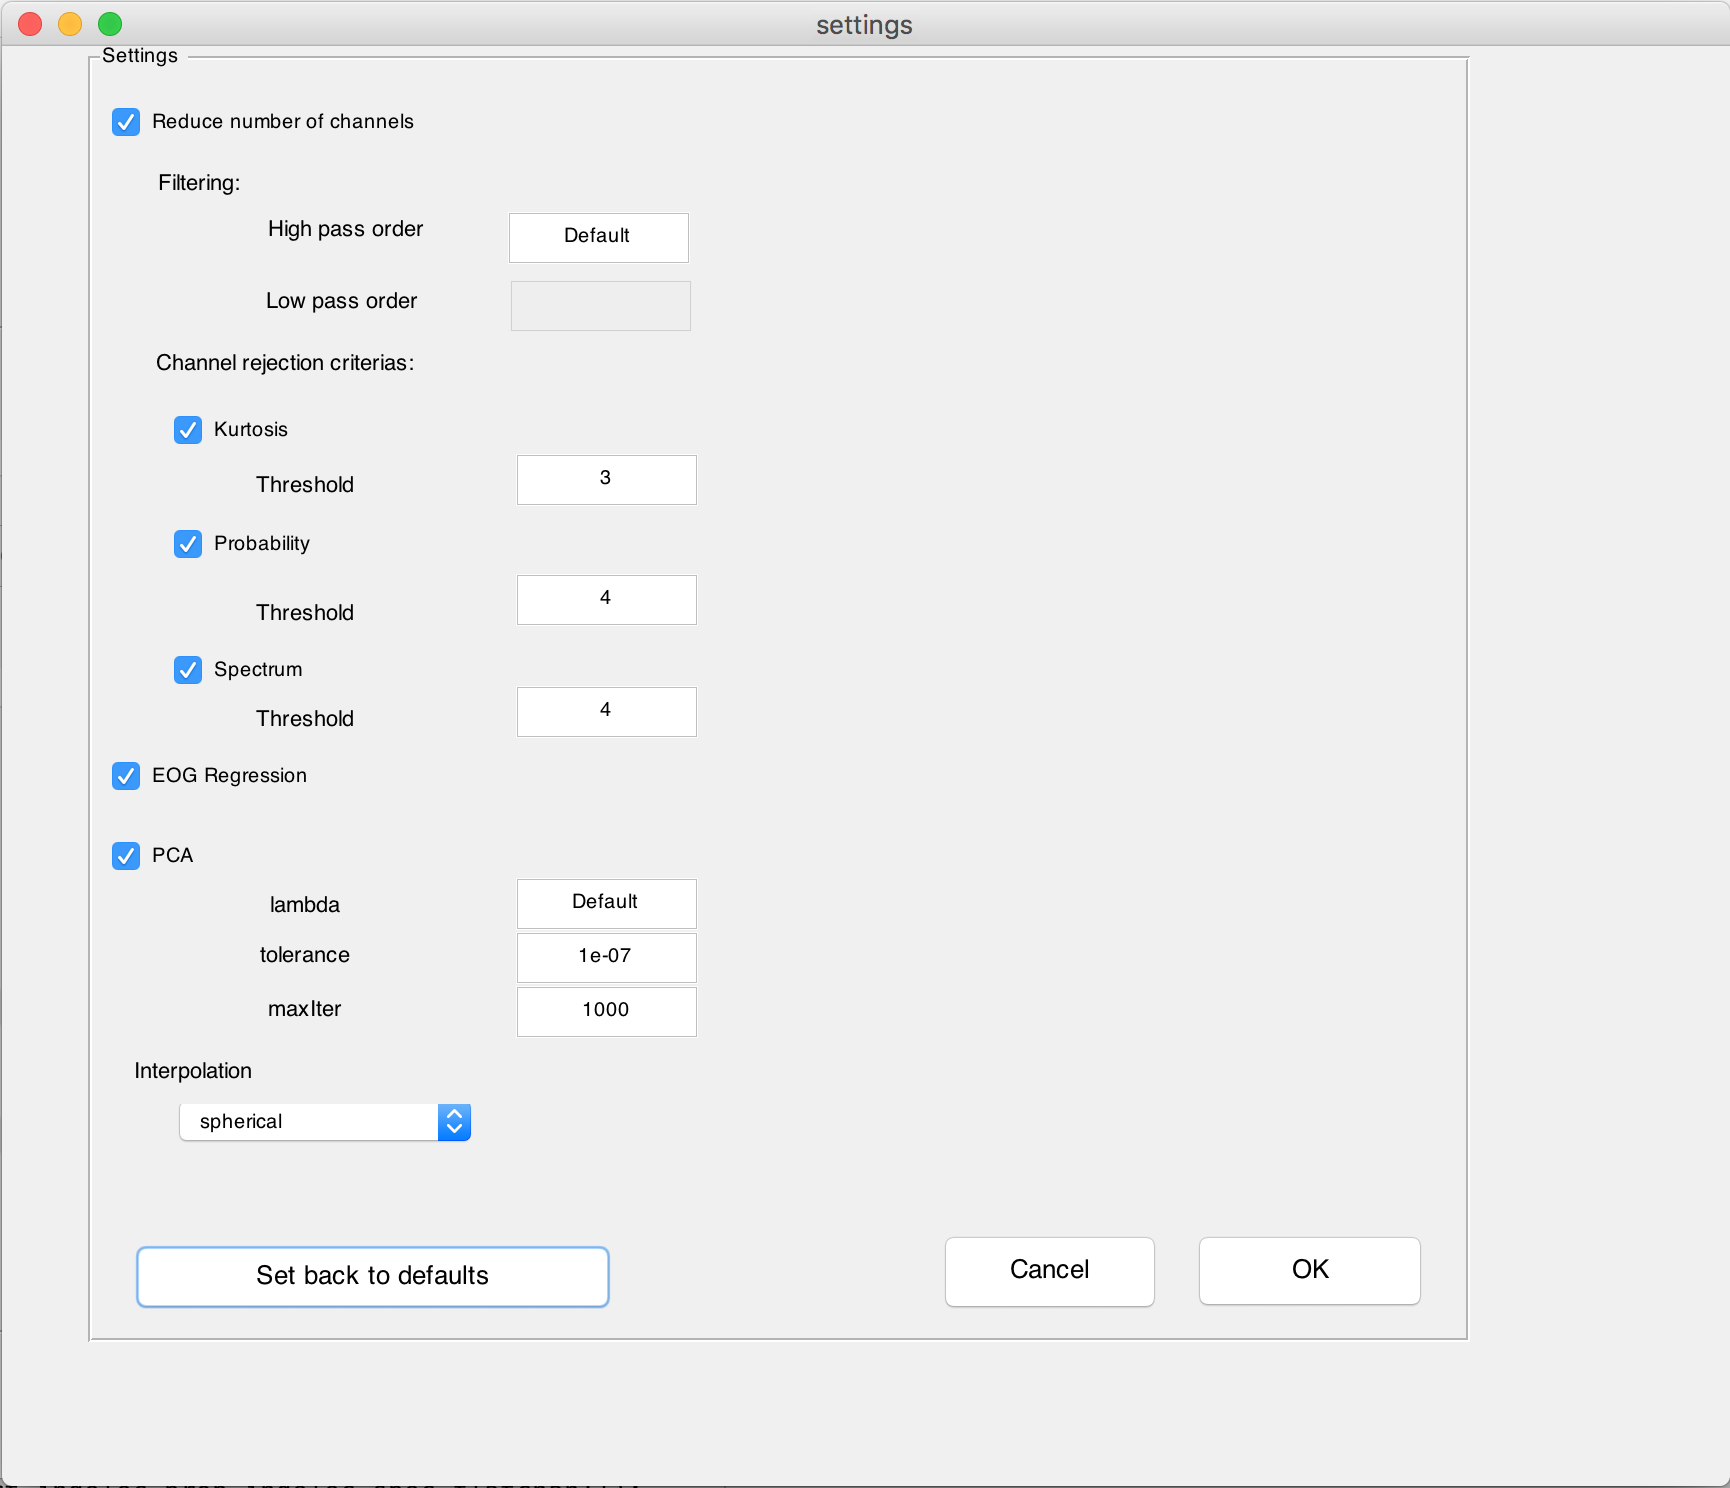 settings
Settings
Reduce number of channels
Filtering:
High pass order
Default
Low pass order
Channel rejection criterias:
Kurtosis
Threshold
3
Probability
Threshold
4
Spectrum
Threshold
4
EOG Regression
PCA
lambda
Default
tolerance
1e-07
maxIter
1000
Interpolation
spherical
Set back to defaults
Cancel
OK